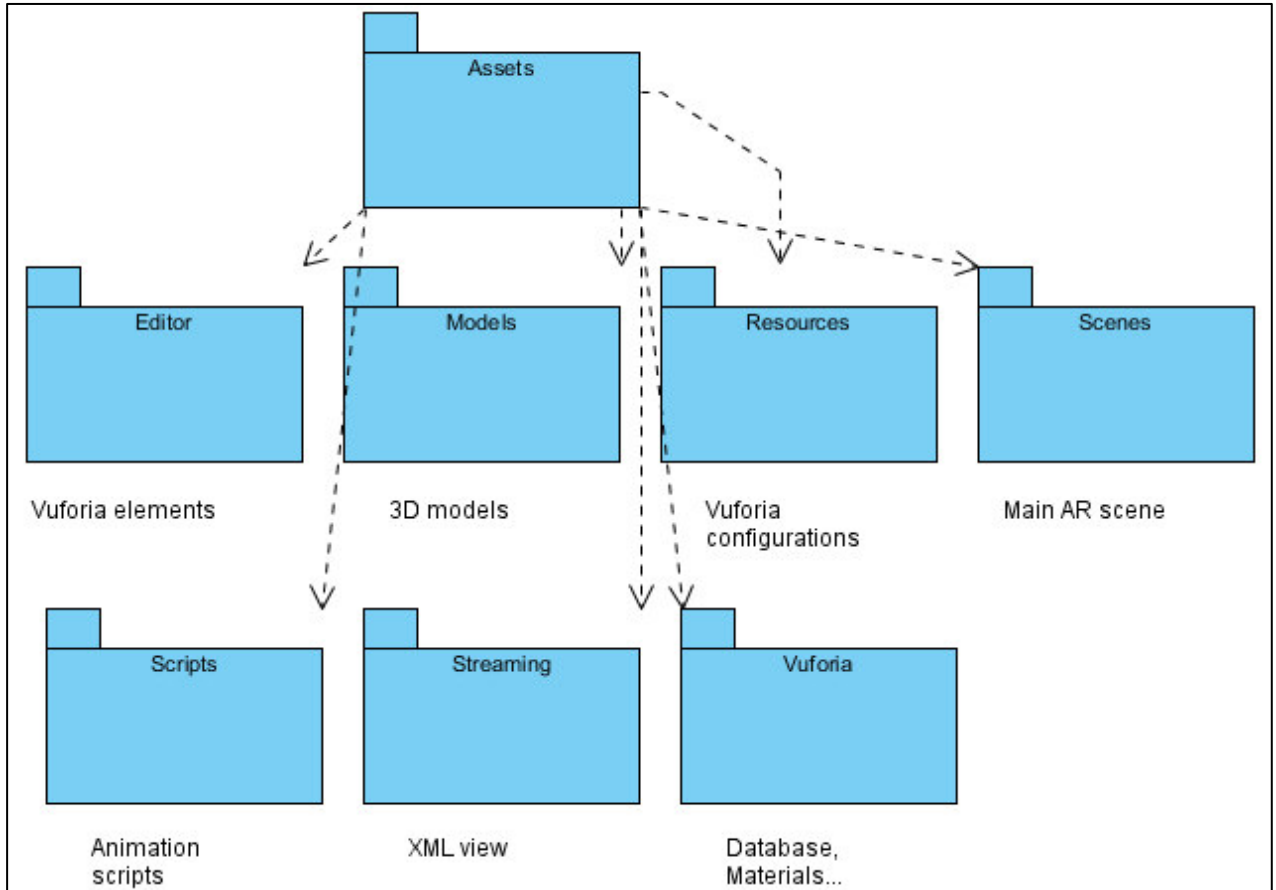 Assets
Editor
Models
Resources
Scenes
Vuforia elements
3D models
Vuforia
configurations
Main AR scene
Scripts
Streaming
Vuforia
Animation
scripts
XML view
Database,
Materials...